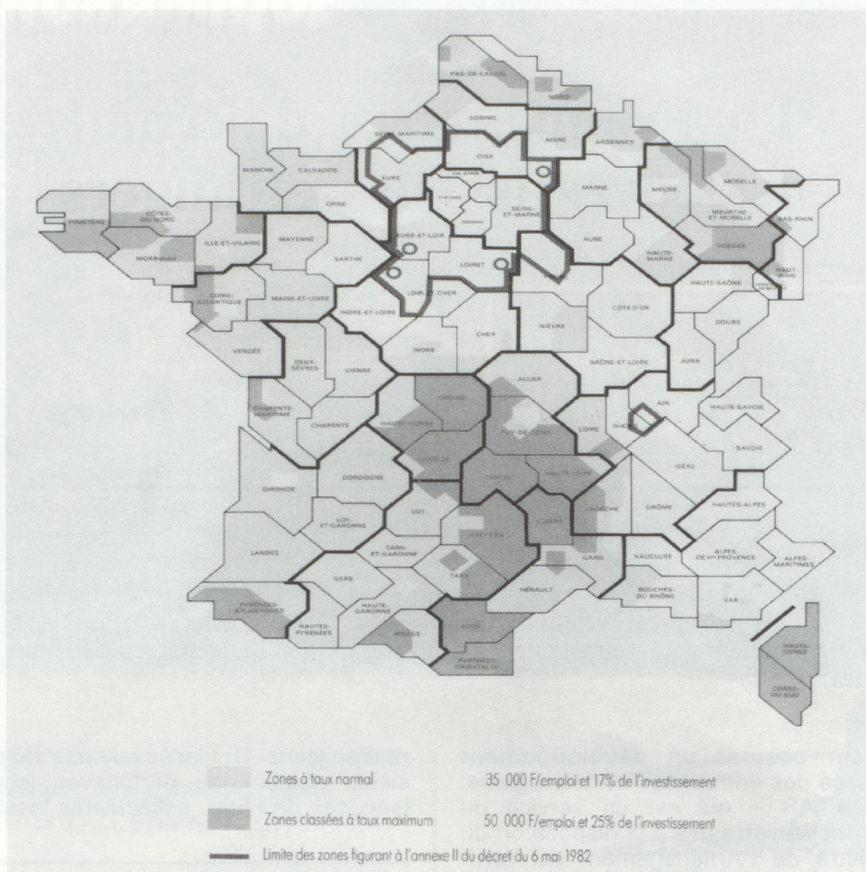 PAS-DE-CALAIS
NORD
SOMME
SEINE-MARITIME
AISNE
ARDENNES
OISE
MANCHE
CALVADOS
EURE
MARNE
MEUSE
MOSELLE
ORNE
SEINE-
ET-MARNE
MEURTHE-
ET-MOSELLE
BAS-RHIN
FINISTÈRE
CÔTES-
DU-NORD
ILLE-ET-VILAINE
MAYENNE
EURE-ET-LOIR
AUBE
VOSGES
MORBIHAN
SARTHE
LOIRET
HAUTE-
MARNE
HAUT-
RHIN
LOIRE-
ATLANTIQUE
MAINE-ET-LOIRE
LOIR-ET-CHER
HAUTE-SAÔNE
INDRE-ET-LOIRE
CÔTE D'OR
CHER
NIÈVRE
DOUBS
VENDÉE
DEUX-
SÈVRES
VIENNE
INDRE
SAÔNE-ET-LOIRE
JURA
ALLIER
CREUSE
AIN
HAUTE-SAVOIE
CHARENTE-
MARITIME
HAUTE-VIENNE
PUY-DE-DÔME
LOIRE
RHÔNE
CHARENTE
SAVOIE
CORRÈZE
ISÈRE
DORDOGNE
CANTAL
HAUTE-LOIRE
GIRONDE
ARDÈCHE
DRÔME
HAUTES-ALPES
LOT-
ET-GARONNE
LOT
LOZÈRE
AVEYRON
LANDES
TARN-
ET-GARONNE
GARD
VAUCLUSE
ALPES-
DE Hte PROVENCE
ALPES-
MARITIMES
GERS
TARN
HÉRAULT
BOUCHES-
DU RHÔNE
VAR
PYRÉNÉES-
ATLANTIQUES
HAUTE-
GARONNE
HAUTES-
PYRÉNÉES
ARIÈGE
AUDE
PYRÉNÉES-
ORIENTALES
HAUTE-
CORSE
CORSE-
DU SUD
Zones à taux normal 35 000 F/emploi et 17% de l'investissement
Zones classées à taux maximum 50 000 F/emploi et 25% de l'investissement
Limite des zones figurant à l'annexe II du décret du 6 mai 1982